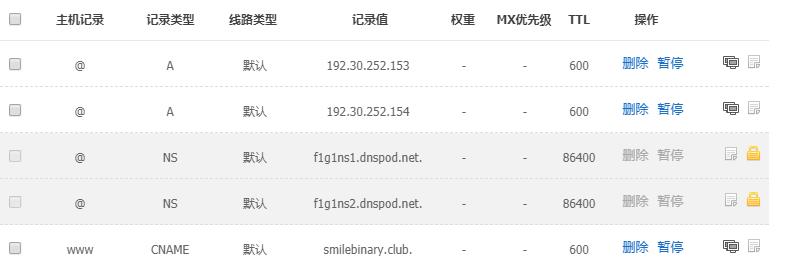 主机记录 记录类型 线路类型 记录值 权重 MX优先级 TTL 操作
@ A 默认 192.30.252.153 - - 600 删除 暂停
@ A 默认 192.30.252.154 - - 600 删除 暂停
@ NS 默认 f1g1ns1.dnspod.net. - - 86400 删除 暂停
@ NS 默认 f1g1ns2.dnspod.net. - - 86400 删除 暂停
www CNAME 默认 smilebinary.club. - - 600 删除 暂停